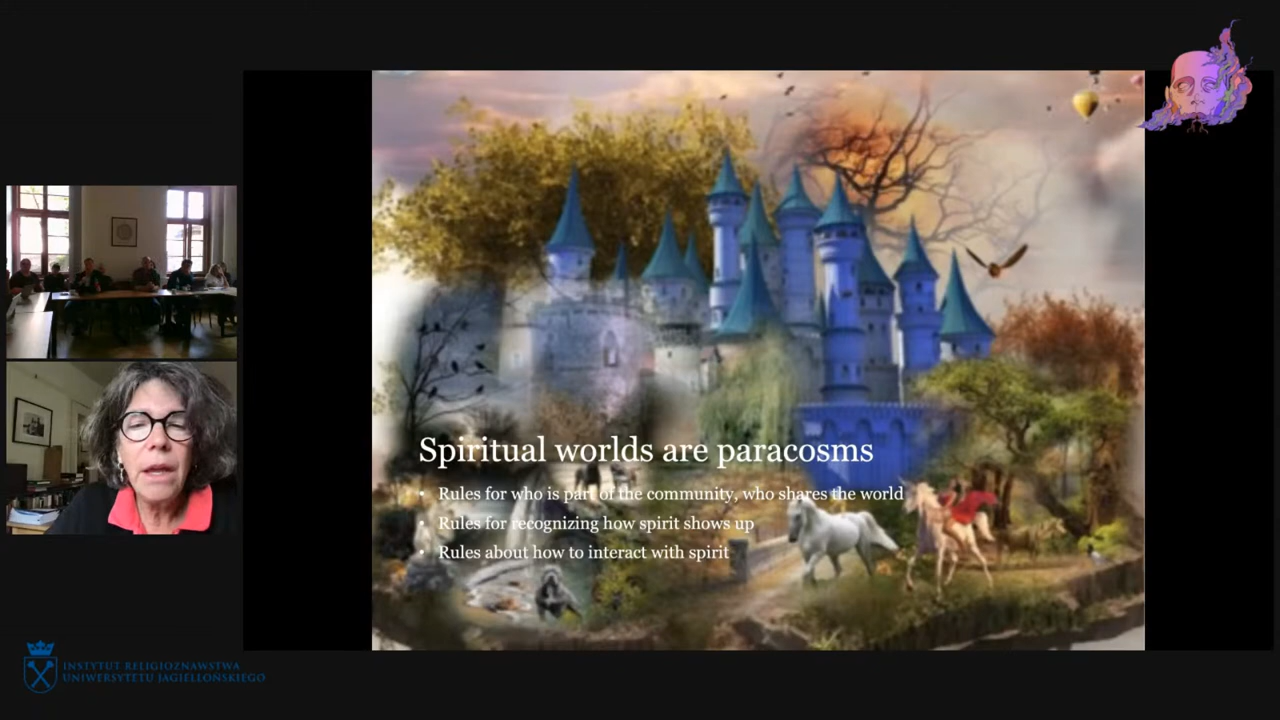 Spiritual worlds are paracosms
• Rules for who is part of the community, who shares the world
• Rules for recognizing how spirit shows up
• Rules about how to interact with spirit
INSTYTUT RELIGIOZNAWSTWA
UNIWERSYTETU JAGIELLOŃSKIEGO